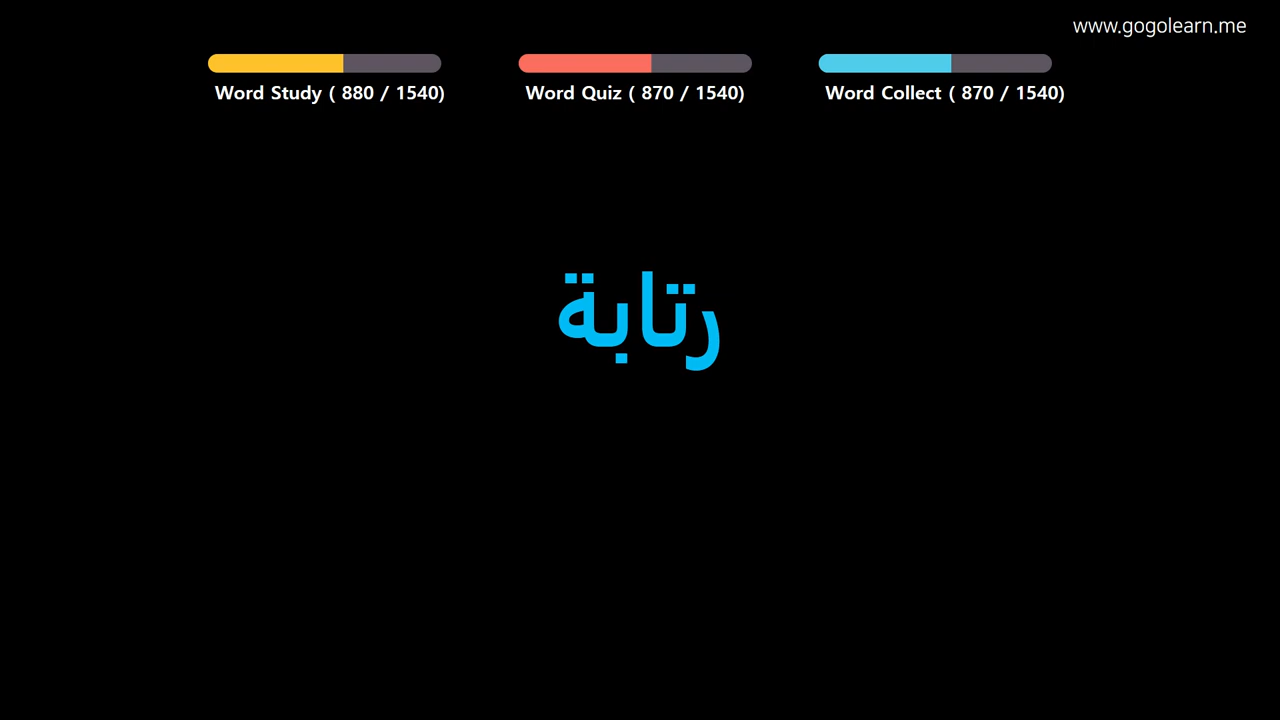 www.gogolearn.me
Word Study ( 880 / 1540)
Word Quiz ( 870 / 1540)
Word Collect ( 870 / 1540)
رتابة